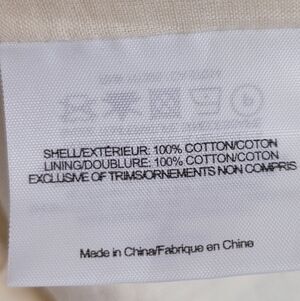 SHELL/EXTÉRIEUR: 100% COTTON/COTON
LINING/DOUBLURE: 100% COTTON/COTON
EXCLUSIVE OF TRIMS/ORNEMENTS NON COMPRIS
Made in China/Fabrique en Chine